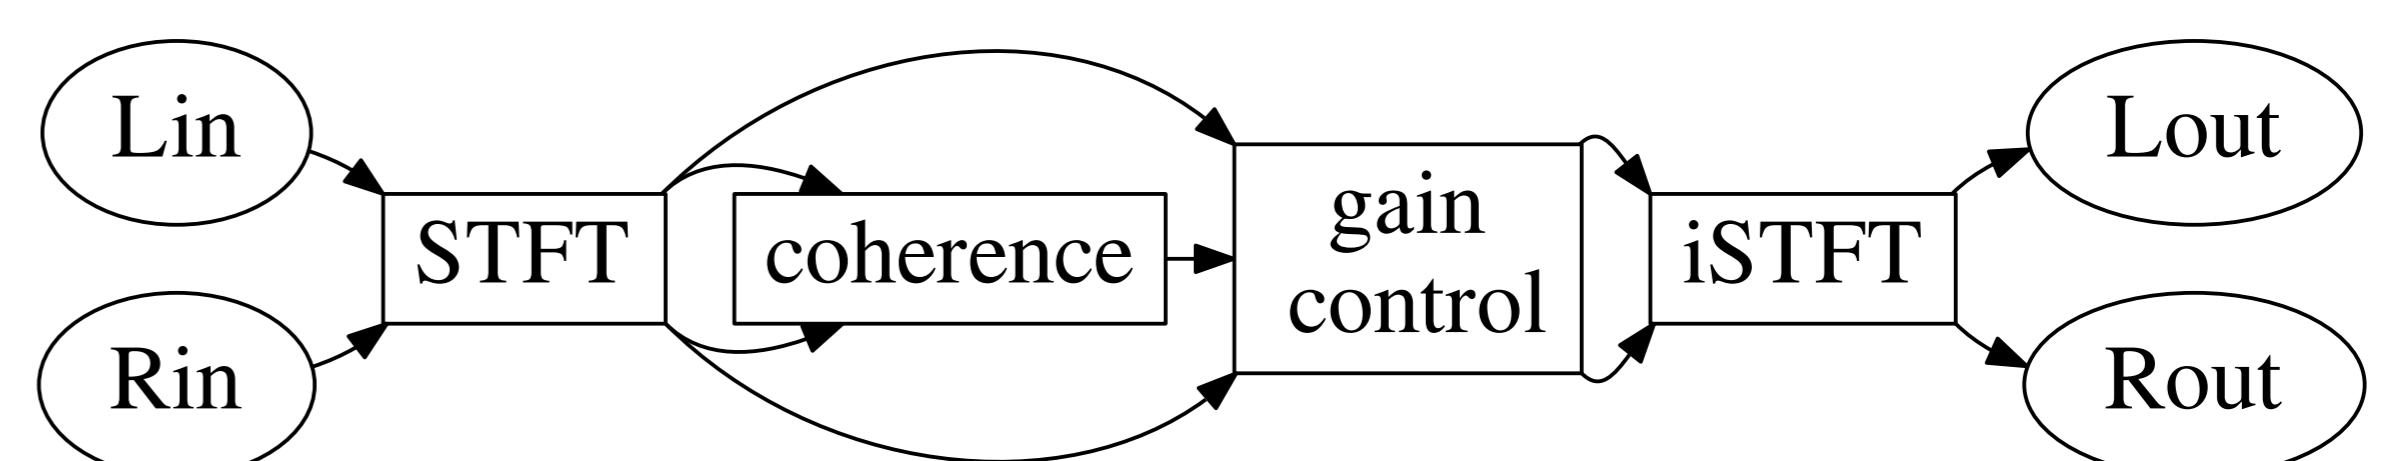 Lin
Rin
STFT
coherence
gain
control
iSTFT
Lout
Rout